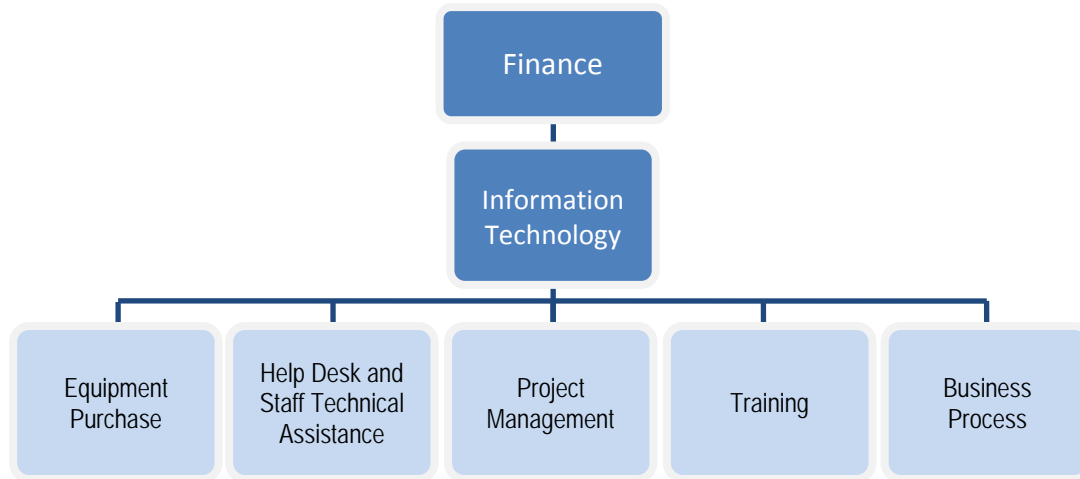 Finance
Information
Technology
Equipment
Purchase
Help Desk and
Staff Technical
Assistance
Project
Management
Training
Business
Process